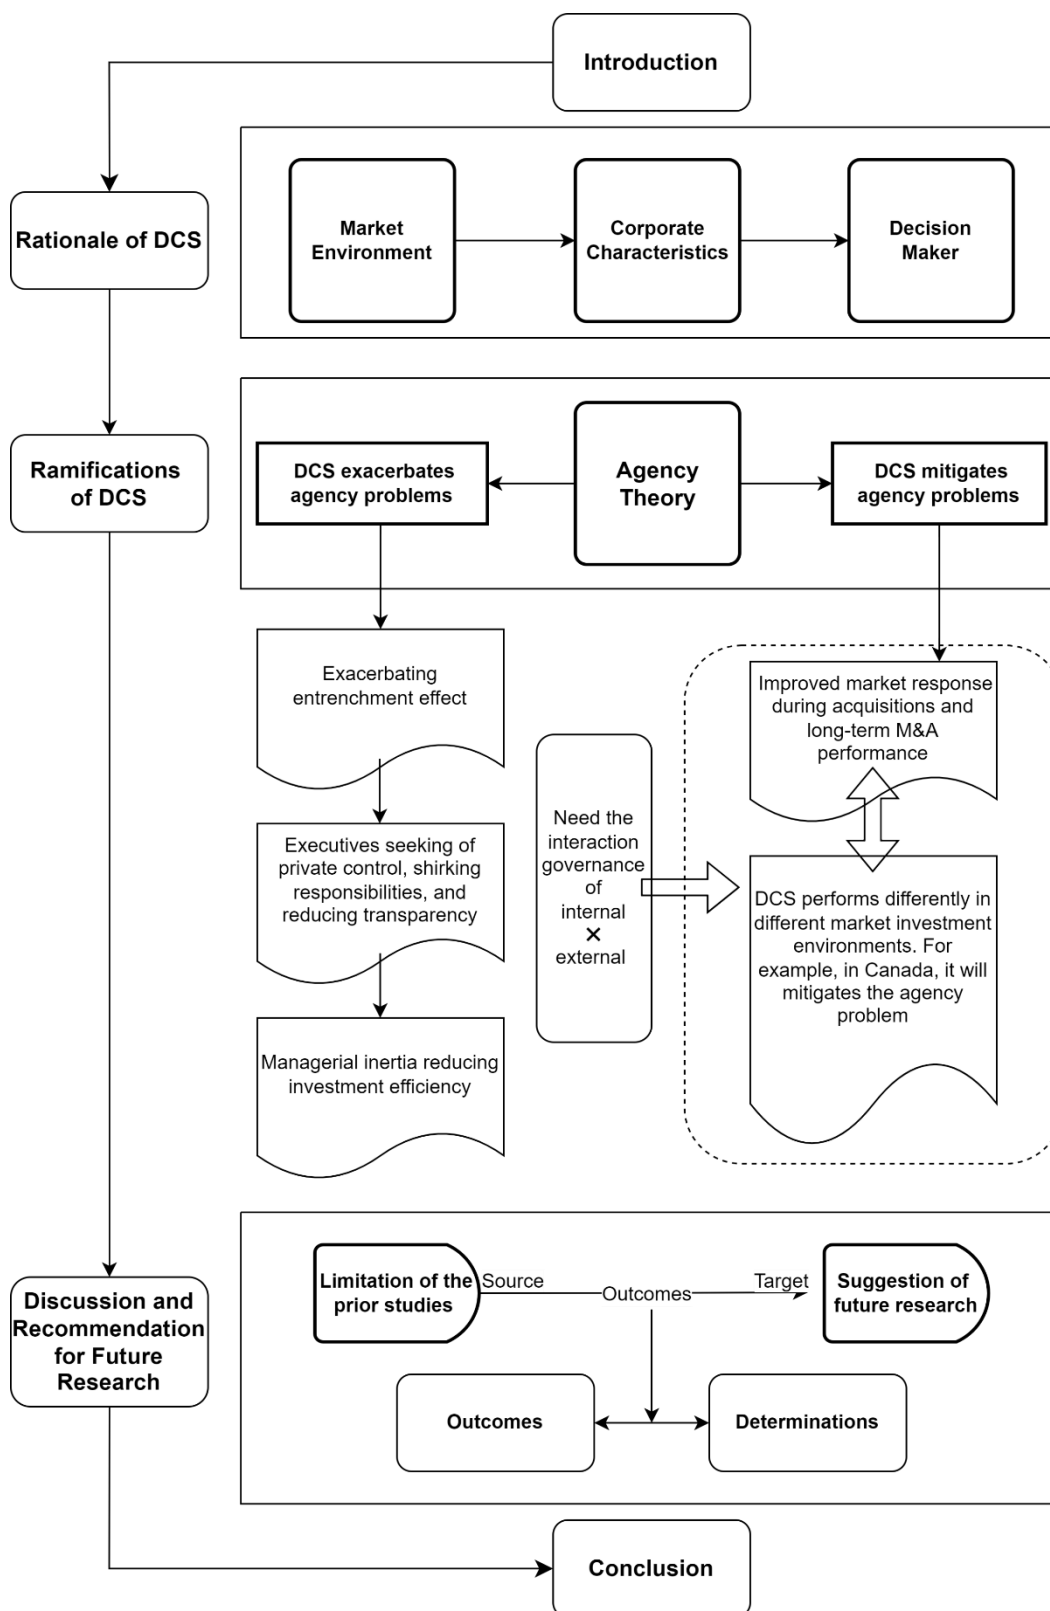 Introduction
Rationale of DCS
Market
Environment
Corporate
Characteristics
Decision
Maker
Ramifications
of DCS
DCS exacerbates
agency problems
Agency
Theory
DCS mitigates
agency problems
Exacerbating
entrenchment effect
Executives seeking of
private control, shirking
responsibilities, and
reducing transparency
Managerial inertia reducing
investment efficiency
Need the
interaction
governance
of
internal
×
external
Improved market response
during acquisitions and
long-term M&A
performance
DCS performs differently in
different market investment
environments. For
example, in Canada, it will
mitigates the agency
problem
Discussion and
Recommendation
for Future
Research
Limitation of the
prior studies
Source
Outcomes
Target
Suggestion of
future research
Outcomes
Determinations
Conclusion